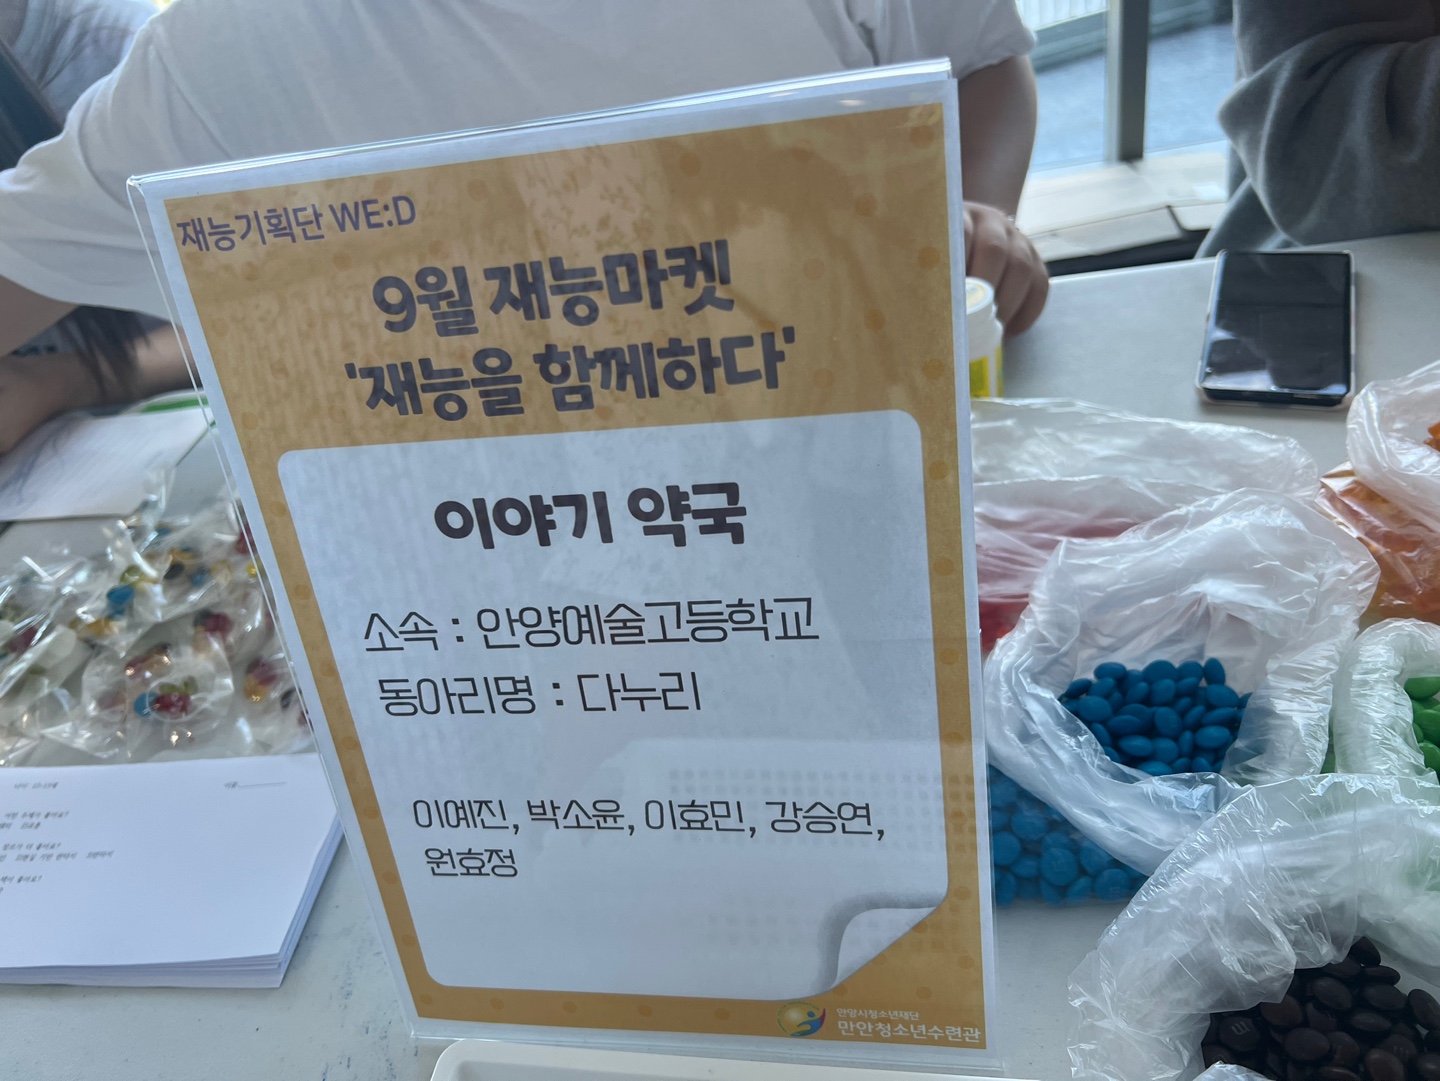 재능기획단 WE:D
9월 재능마켓
'재능을 함께하다'
이야기 약국
소속 : 안양예술고등학교
동아리명 : 다누리
이예진, 박소윤, 이효민, 강승연,
원효정
안양시청소년재단
만안청소년수련관